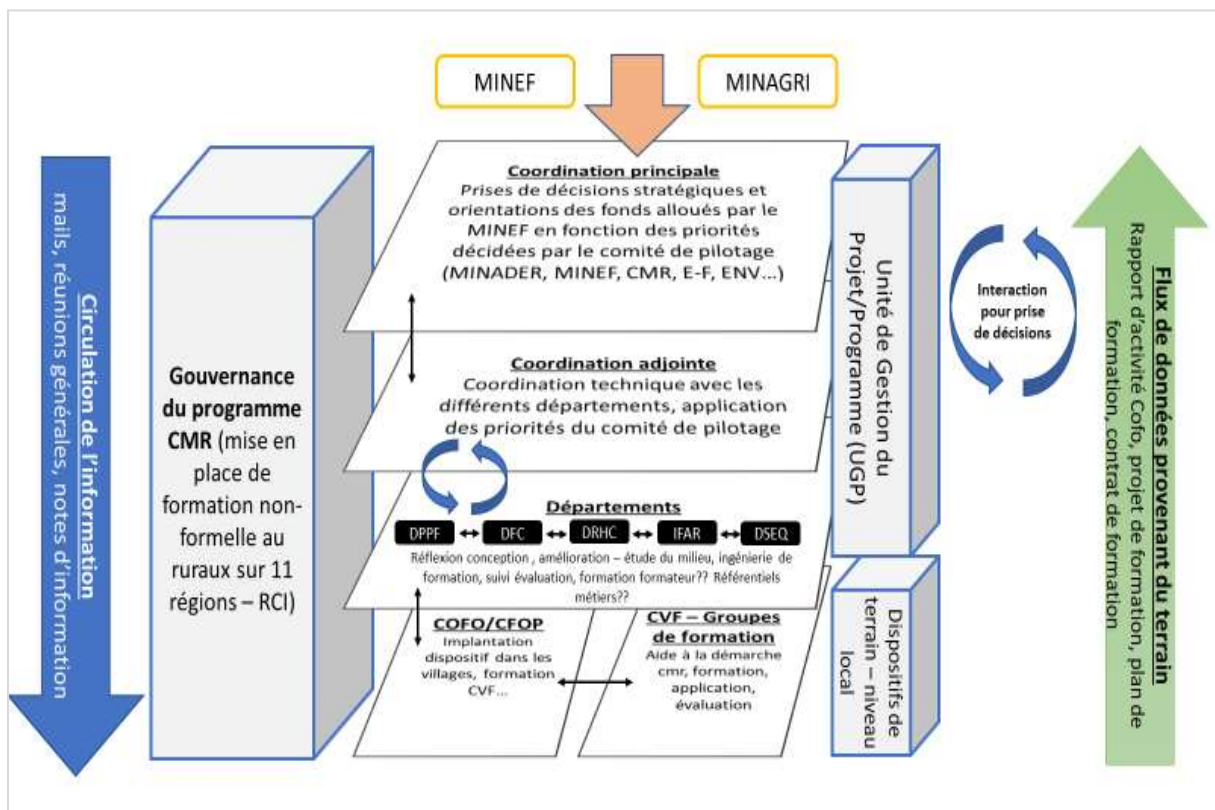 MINEF
MINAGRI
Circulation de l'information
mails, réunions générales, notes d'information
Gouvernance
du programme
CMR (mise en
place de
formation non-
formelle au
ruraux sur 11
régions – RCI)
Coordination principale
Prises de décisions stratégiques et
orientations des fonds alloués par le
MINEF en fonction des priorités
décidées par le comité de pilotage
(MINADER, MINEF, CMR, E-F, ENV...)
Coordination adjointe
Coordination technique avec les
différents départements, application
des priorités du comité de pilotage
Départements
DPPF
DFC
DRHC
IFAR
DSEQ
Réflexion conception , amélioration – étude du milieu, ingénierie de
formation, suivi évaluation, formation formateur?? Référentiels
métiers??
COFO/CFOP
Implantation
dispositif dans les
villages, formation
CVF...
CVF – Groupes
de formation
Aide à la démarche
cmr, formation,
application,
évaluation
Unité de Gestion du
Projet/Programme (UGP)
Dispositifs de
terrain – niveau
local
Interaction
pour prise
de décisions
Flux de données provenant du terrain
Rapport d'activité Cofo, projet de formation, plan de
formation, contrat de formation